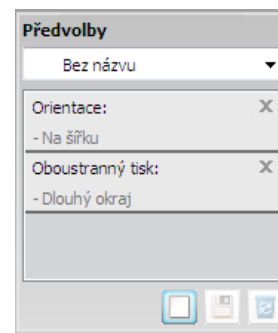 Předvolby
Bez názvu
Orientace:
- Na šířku
Oboustranný tisk:
- Dlouhý okraj